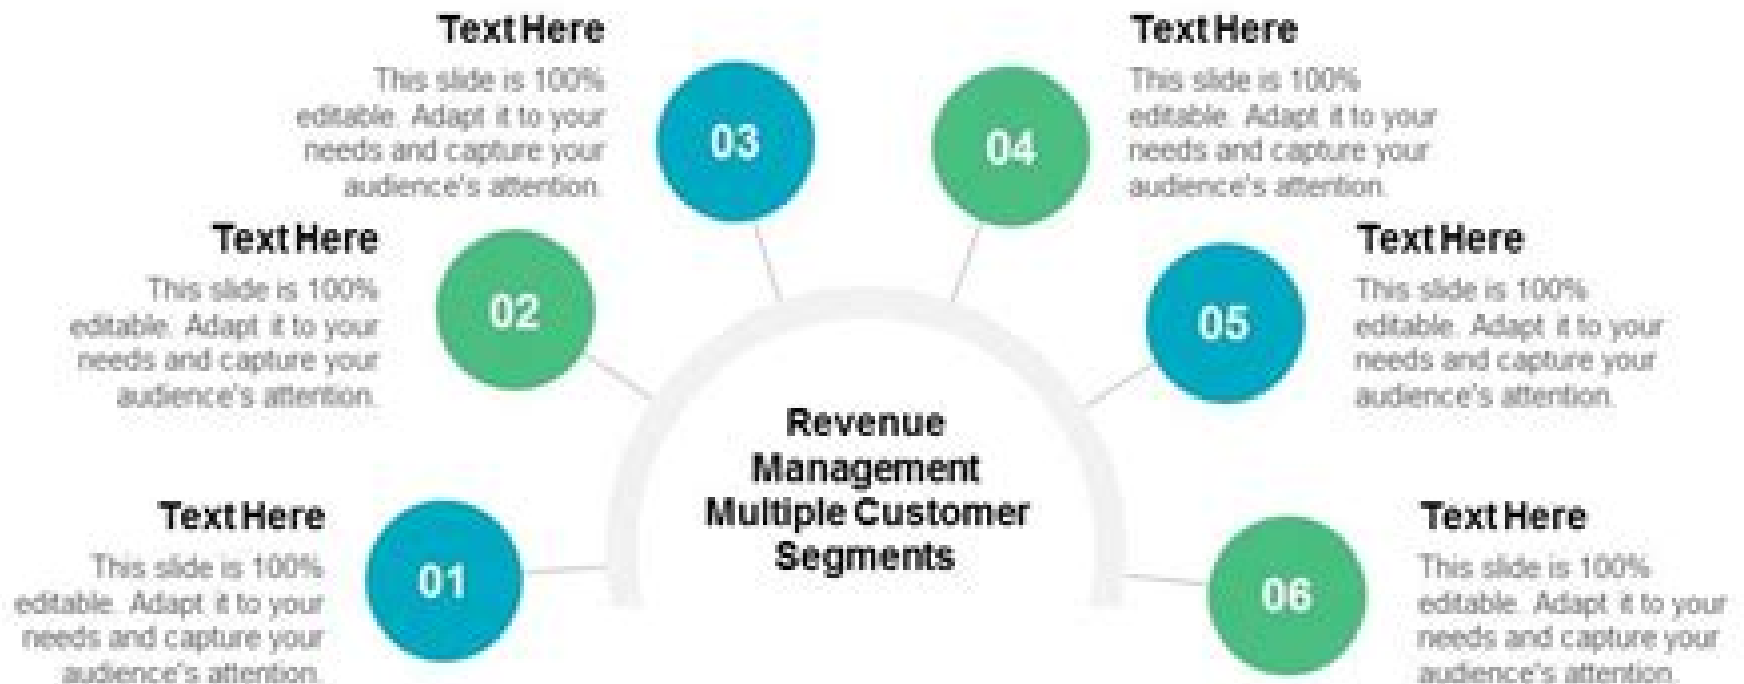 Text Here
This slide is 100%
editable. Adapt it to your
needs and capture your
audience's attention.
03
04
Text Here
This slide is 100%
editable. Adapt it to your
needs and capture your
audience's attention.
Text Here
This slide is 100%
editable. Adapt it to your
needs and capture your
audience's attention.
02
05
Text Here
This slide is 100%
editable. Adapt it to your
needs and capture your
audience's attention.
Revenue
Management
Multiple Customer
Segments
Text Here
This slide is 100%
editable. Adapt it to your
needs and capture your
audience's attention.
01
06
Text Here
This slide is 100%
editable. Adapt it to your
needs and capture your
audience's attention.